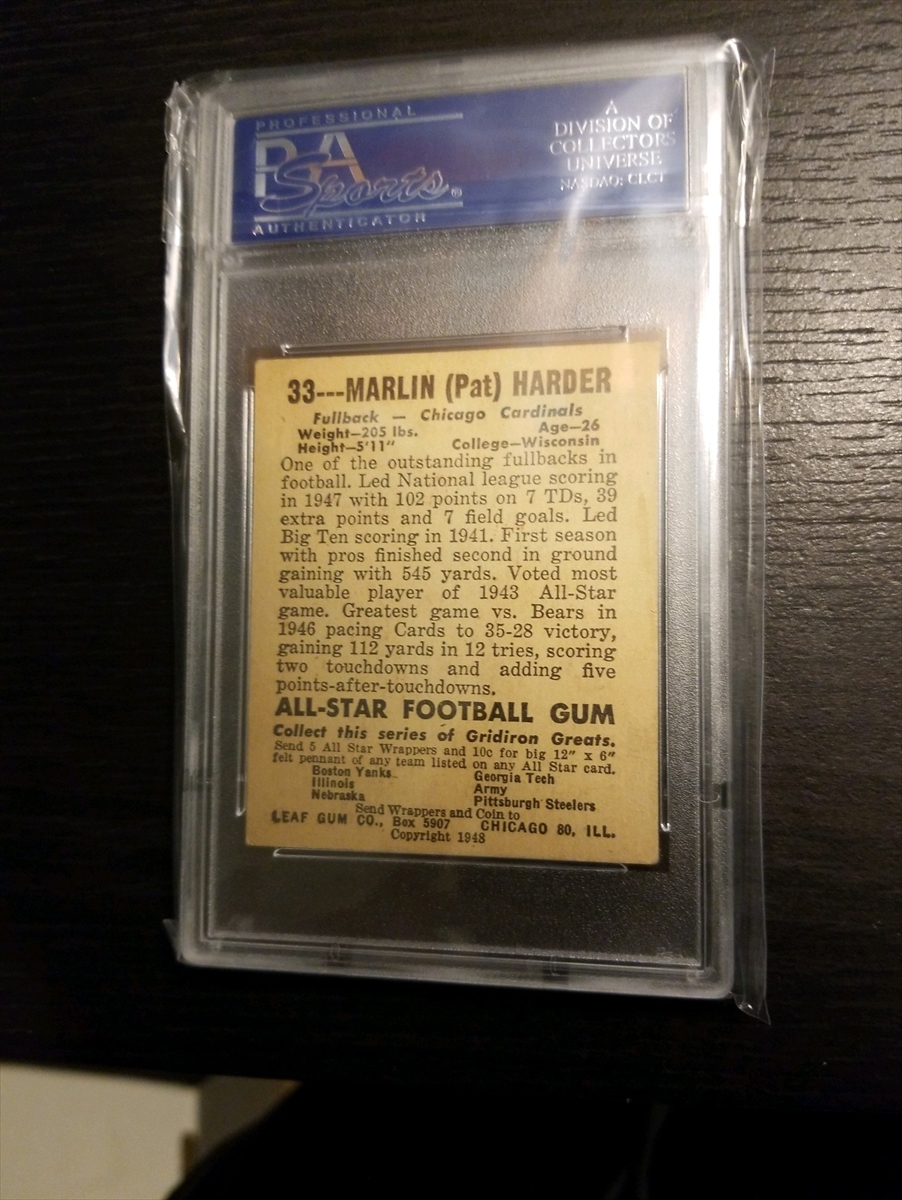 PROFESSIONAL
PSA
Sports®
AUTHENTICATOR
A
DIVISION OF
COLLECTORS
UNIVERSE
NASDAQ: CLCT
33---MARLIN (Pat) HARDER
Fullback — Chicago Cardinals
Weight—205 lbs. Age—26
Height—5'11" College—Wisconsin
One of the outstanding fullbacks in
football. Led National league scoring
in 1947 with 102 points on 7 TDs, 39
extra points and 7 field goals. Led
Big Ten scoring in 1941. First season
with pros finished second in ground
gaining with 545 yards. Voted most
valuable player of 1943 All-Star
game. Greatest game vs. Bears in
1946 pacing Cards to 35-28 victory,
gaining 112 yards in 12 tries, scoring
two touchdowns and adding five
points-after-touchdowns.
ALL-STAR FOOTBALL GUM
Collect this series of Gridiron Greats.
Send 5 All Star Wrappers and 10c for big 12" x 6"
felt pennant of any team listed on any All Star card.
Boston Yanks Georgia Tech
Illinois Army
Nebraska Pittsburgh Steelers
Send Wrappers and Coin to
LEAF GUM CO., Box 5907 CHICAGO 80, ILL.
Copyright 1948